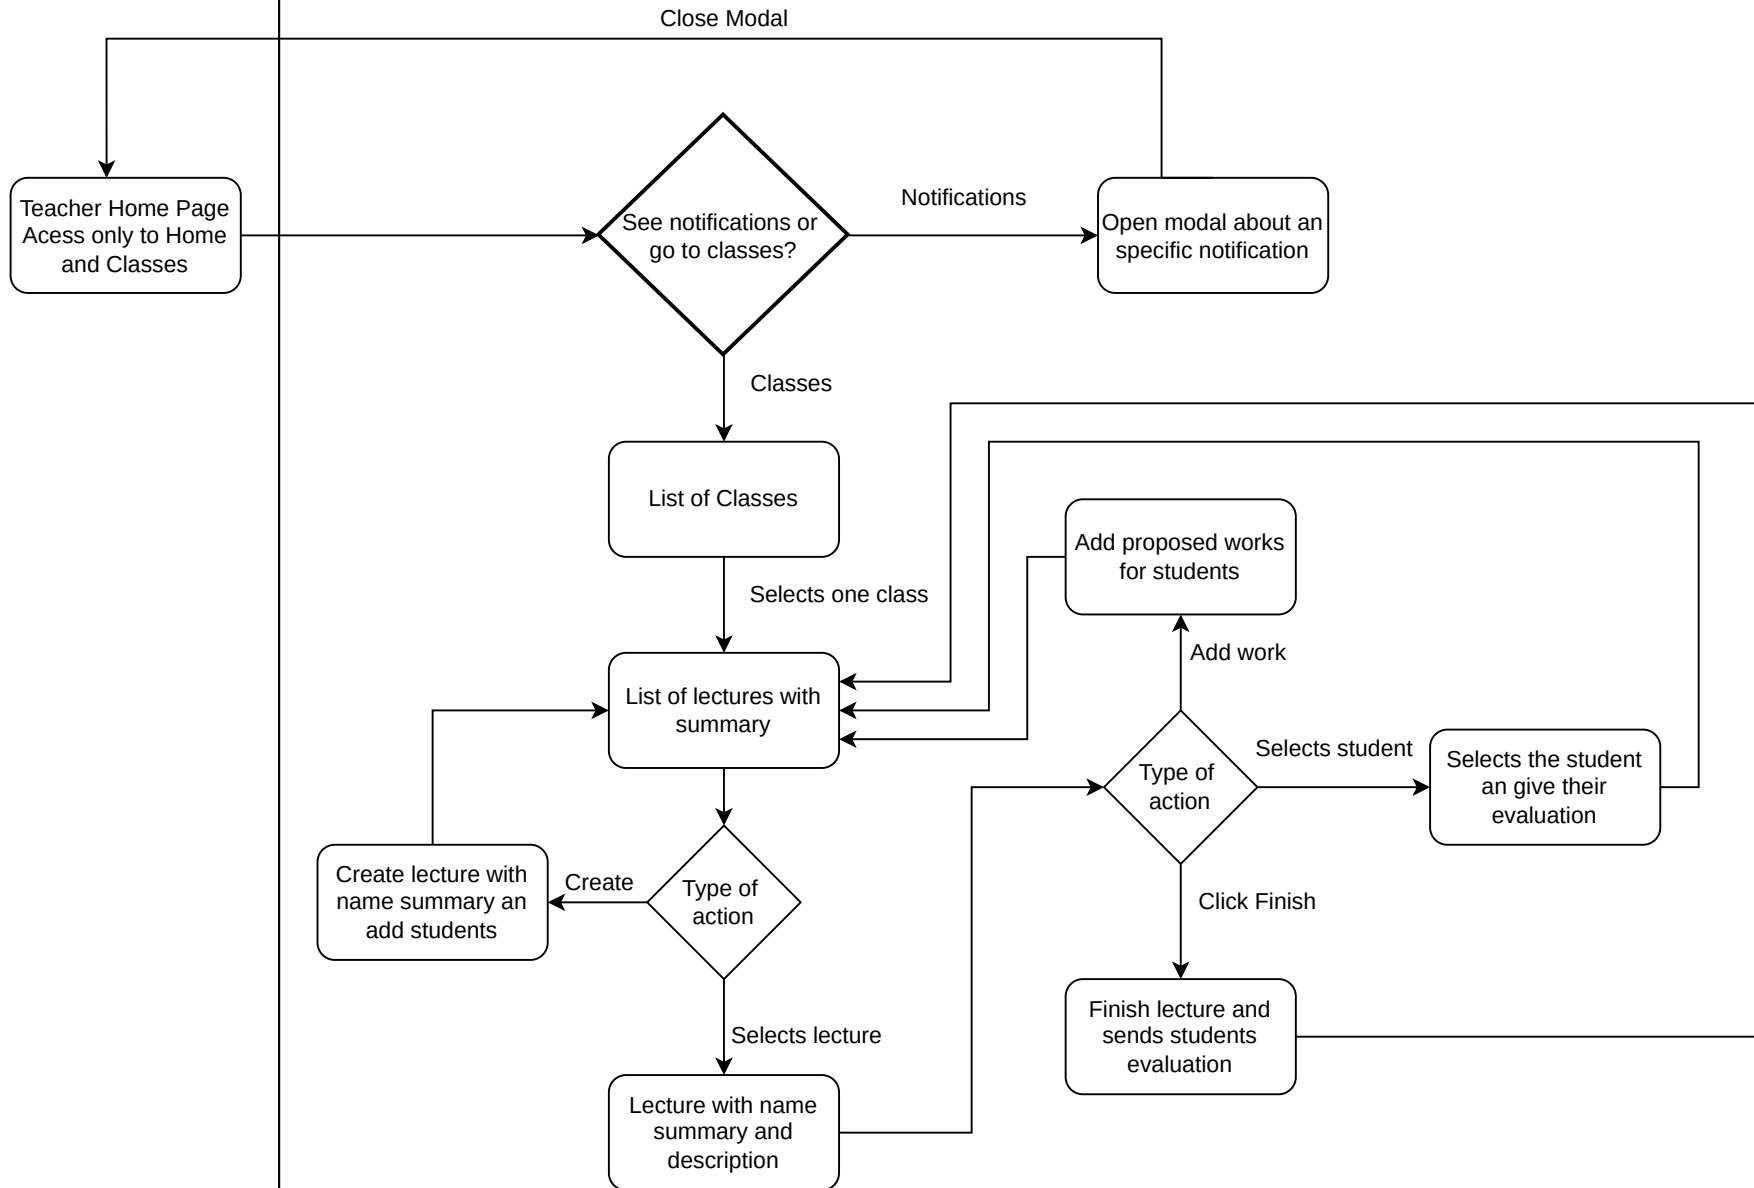 Close Modal
Teacher Home Page
Acess only to Home
and Classes
See notifications or
go to classes?
Notifications
Open modal about an
specific notification
Classes
List of Classes
Selects one class
Add proposed works
for students
Add work
List of lectures with
summary
Type of
action
Selects student
Selects the student
an give their
evaluation
Create lecture with
name summary an
add students
Create
Type of
action
Click Finish
Selects lecture
Finish lecture and
sends students
evaluation
Lecture with name
summary and
description